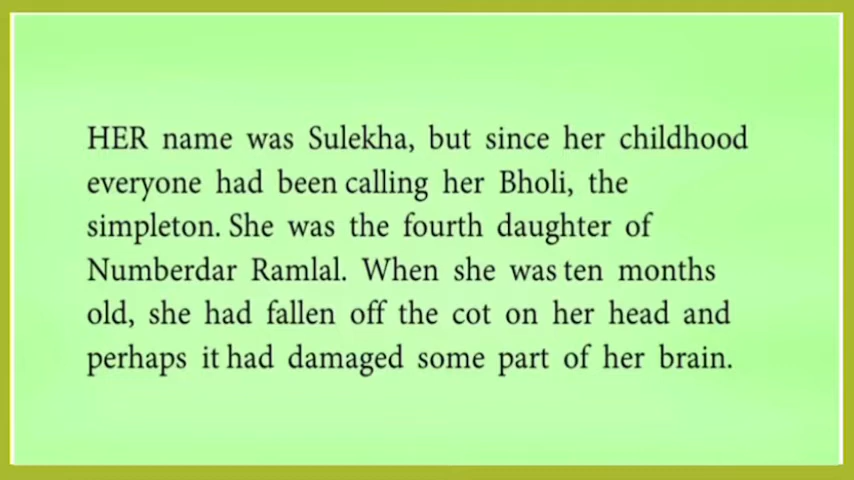 HER name was Sulekha, but since her childhood
everyone had been calling her Bholi, the
simpleton. She was the fourth daughter of
Numberdar Ramlal. When she was ten months
old, she had fallen off the cot on her head and
perhaps it had damaged some part of her brain.